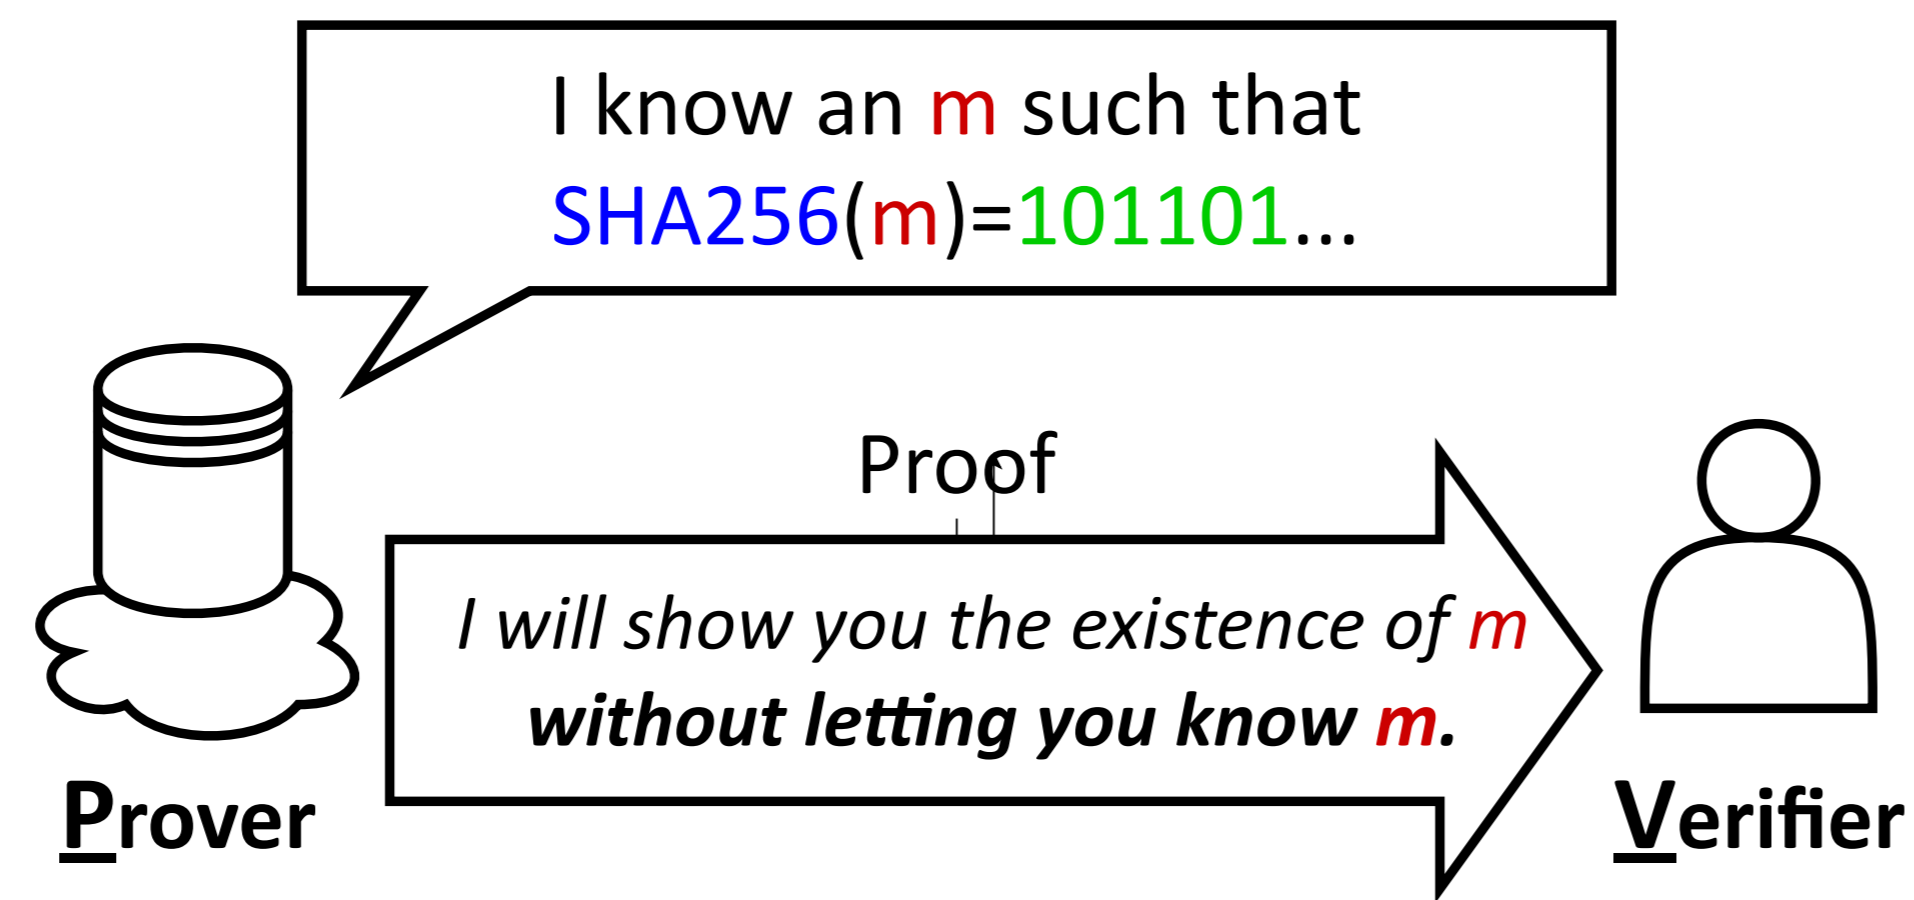 I know an m such that
SHA256(m)=101101...
Proof
I will show you the existence of m
without letting you know m.
Prover
Verifier